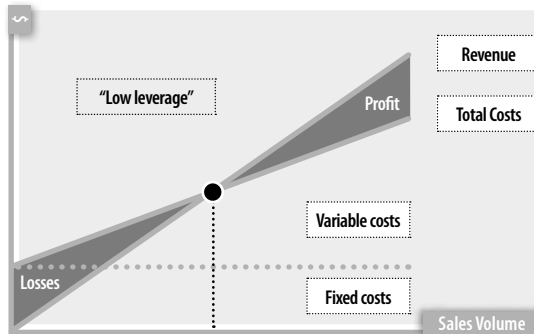 $
Revenue
“Low leverage”
Profit
Total Costs
Variable costs
Losses
Fixed costs
Sales Volume